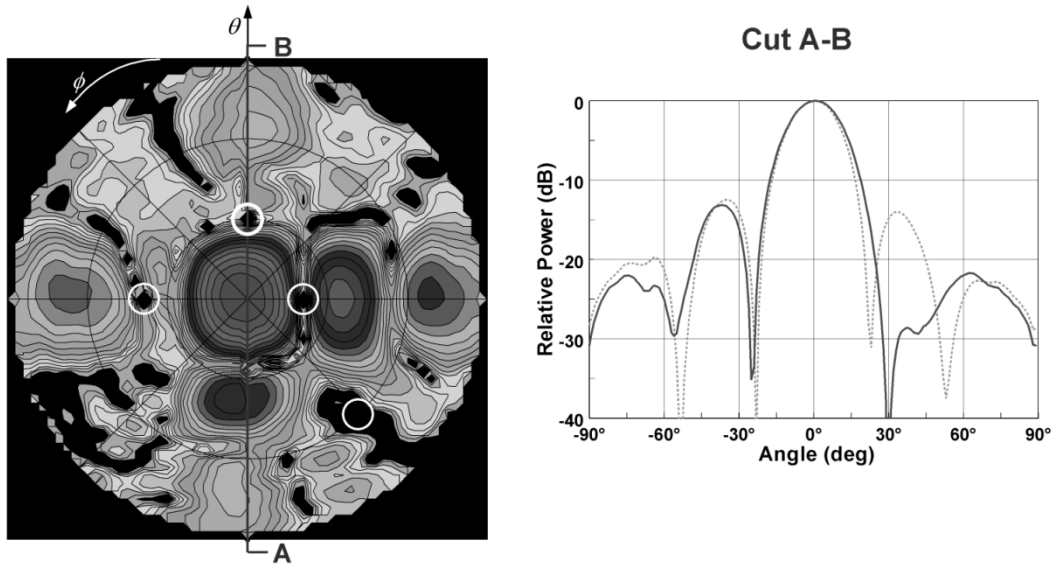 θ
B
ϕ
A
Cut A-B
Relative Power (dB)
0
-10
-20
-30
-40
-90° -60° -30° 0° 30° 60° 90°
Angle (deg)